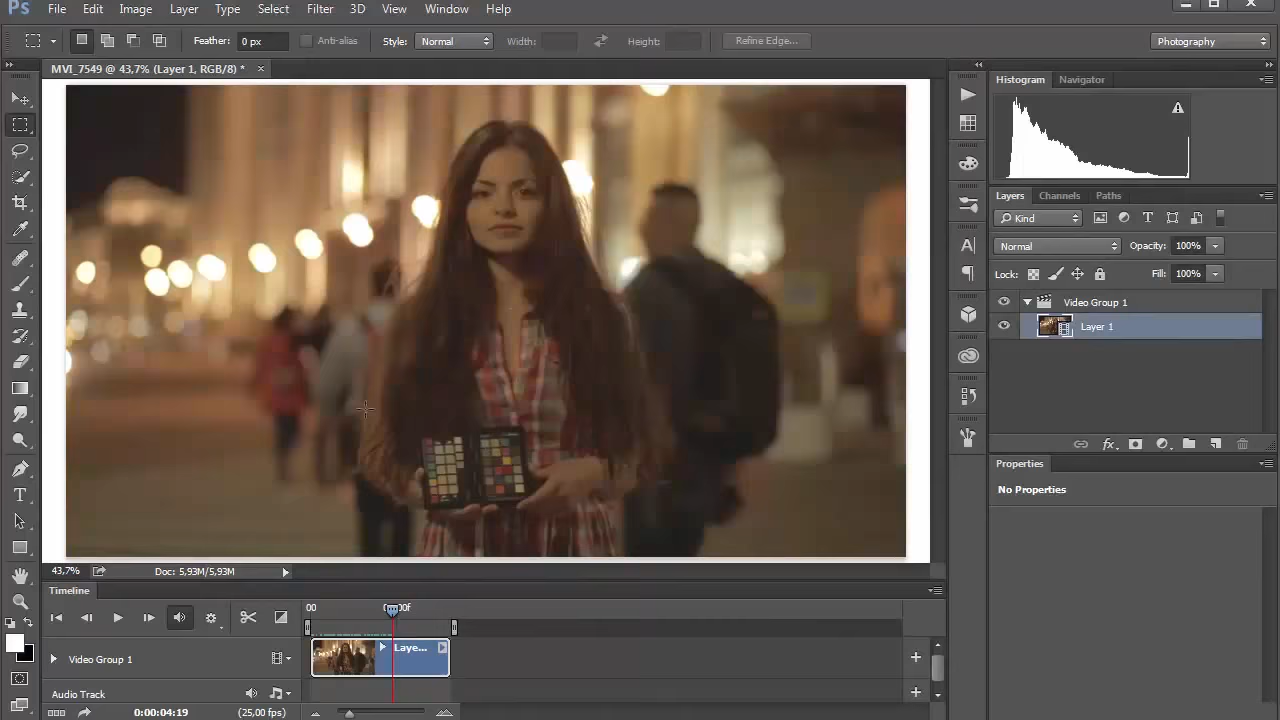 Ps File Edit Image Layer Type Select Filter 3D View Window Help
Feather: 0 px Anti-alias Style: Normal Width: Height: Refine Edge... Photography
MVI_7549 @ 43,7% (Layer 1, RGB/8) * ×
Histogram Navigator
Layers Channels Paths
Kind
Normal Opacity: 100%
Lock: Fill: 100%
Video Group 1
Layer 1
fx
Properties
No Properties
43,7% Doc: 5,93M/5,93M
Timeline
00
Laye...
Video Group 1
Audio Track
0:00:04:19 (25,00 fps)